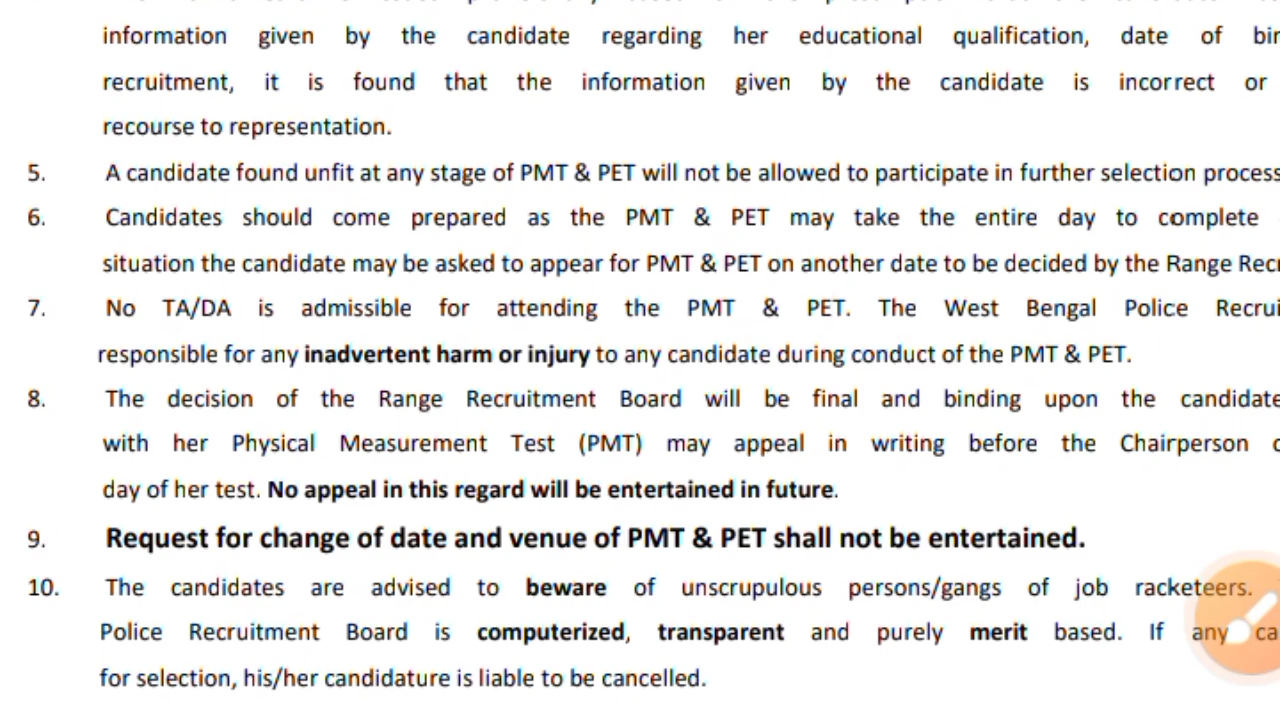 information given by the candidate regarding her educational qualification, date of
recruitment, it is found that the information given by the candidate is incorrect or
recourse to representation.
5. A candidate found unfit at any stage of PMT & PET will not be allowed to participate in further selection process
6. Candidates should come prepared as the PMT & PET may take the entire day to complete
situation the candidate may be asked to appear for PMT & PET on another date to be decided by the Range
7. No TA/DA is admissible for attending the PMT & PET. The West Bengal Police
responsible for any inadvertent harm or injury to any candidate during conduct of the PMT & PET.
8. The decision of the Range Recruitment Board will be final and binding upon the candidate
with her Physical Measurement Test (PMT) may appeal in writing before the Chairperson
day of her test. No appeal in this regard will be entertained in future.
9. Request for change of date and venue of PMT & PET shall not be entertained.
10. The candidates are advised to beware of unscrupulous persons/gangs of job racketeers.
Police Recruitment Board is computerized, transparent and purely merit based. If any
for selection, his/her candidature is liable to be cancelled.